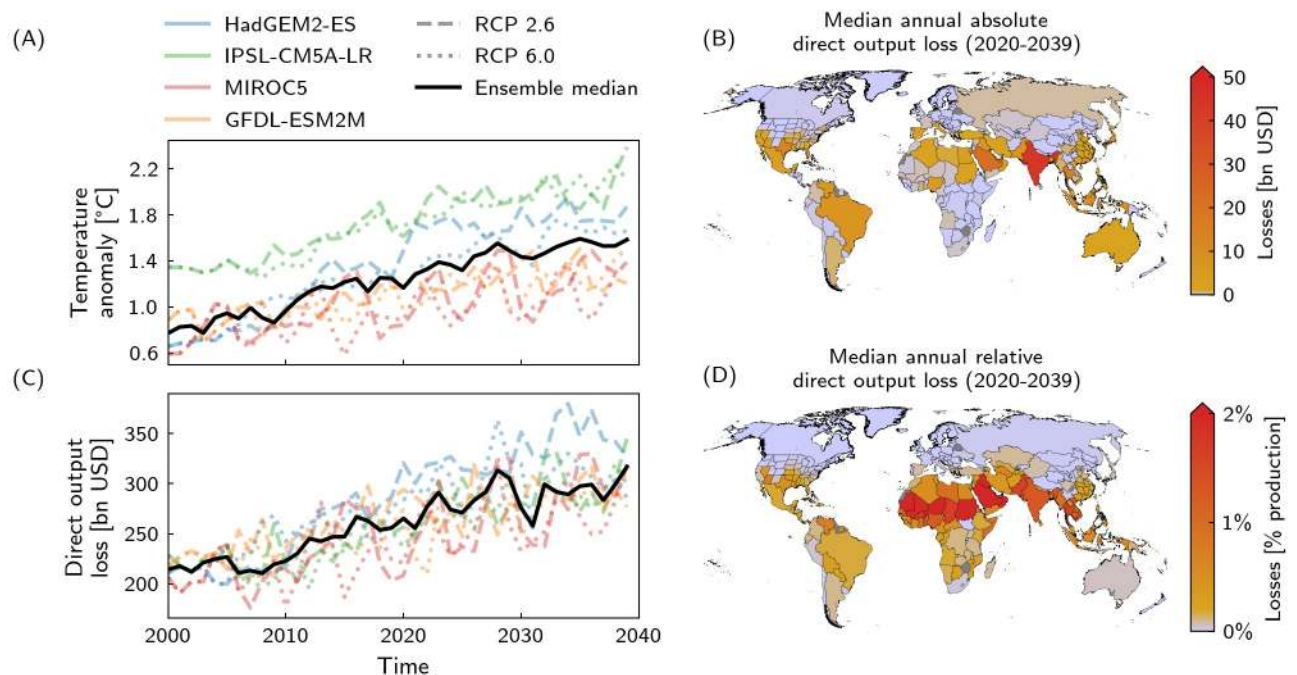 (A)
HadGEM2-ES
IPSL-CM5A-LR
MIROC5
GFDL-ESM2M
RCP 2.6
RCP 6.0
Ensemble median
Temperature
anomaly [°C]
2.2
1.8
1.4
1.0
0.6
(B)
Median annual absolute
direct output loss (2020-2039)
50
40
30
20
10
0
Losses [bn USD]
(C)
Direct output
loss [bn USD]
350
300
250
200
2000
2010
2020
2030
2040
Time
(D)
Median annual relative
direct output loss (2020-2039)
2%
1%
0%
Losses [% production]